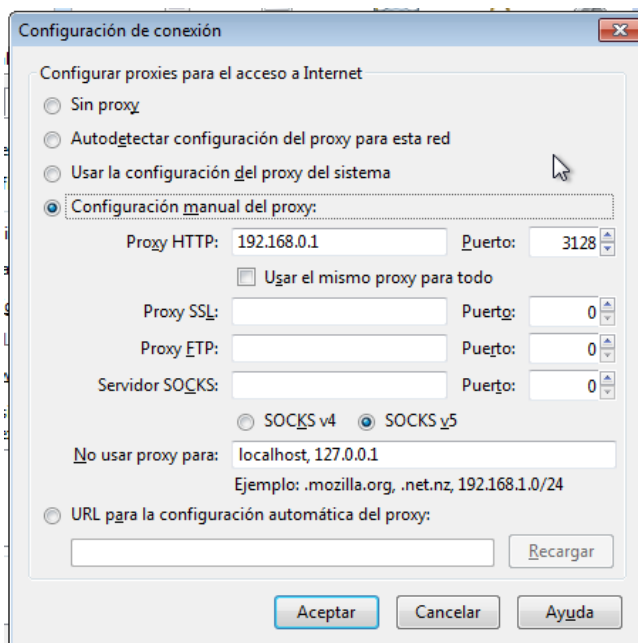 Configuración de conexión
Configurar proxies para el acceso a Internet
Sin proxy
Autodetectar configuración del proxy para esta red
Usar la configuración del proxy del sistema
Configuración manual del proxy:
Proxy HTTP: 192.168.0.1 Puerto: 3128
Usar el mismo proxy para todo
Proxy SSL: Puerto: 0
Proxy FTP: Puerto: 0
Servidor SOCKS: Puerto: 0
SOCKS v4 SOCKS v5
No usar proxy para: localhost, 127.0.0.1
Ejemplo: .mozilla.org, .net.nz, 192.168.1.0/24
URL para la configuración automática del proxy:
Recargar
Aceptar Cancelar Ayuda